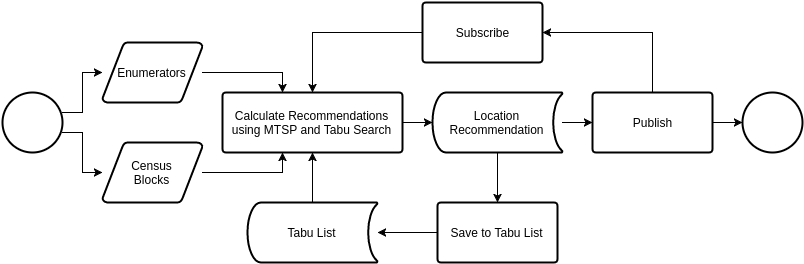 Subscribe
Enumerators
Calculate Recommendations
using MTSP and Tabu Search
Location
Recommendation
Publish
Census
Blocks
Tabu List
Save to Tabu List